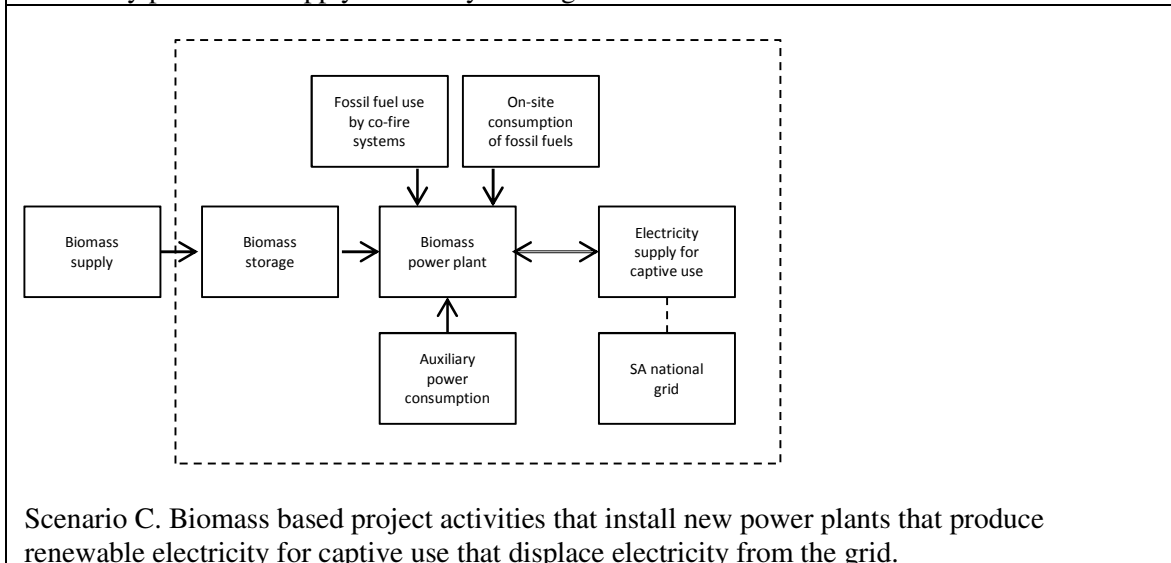 Fossil fuel use
by co-fire
systems
On-site
consumption
of fossil fuels
Biomass
supply
Biomass
storage
Biomass
power plant
Electricity
supply for
captive use
Auxiliary
power
consumption
SA national
grid
Scenario C. Biomass based project activities that install new power plants that produce
renewable electricity for captive use that displace electricity from the grid.